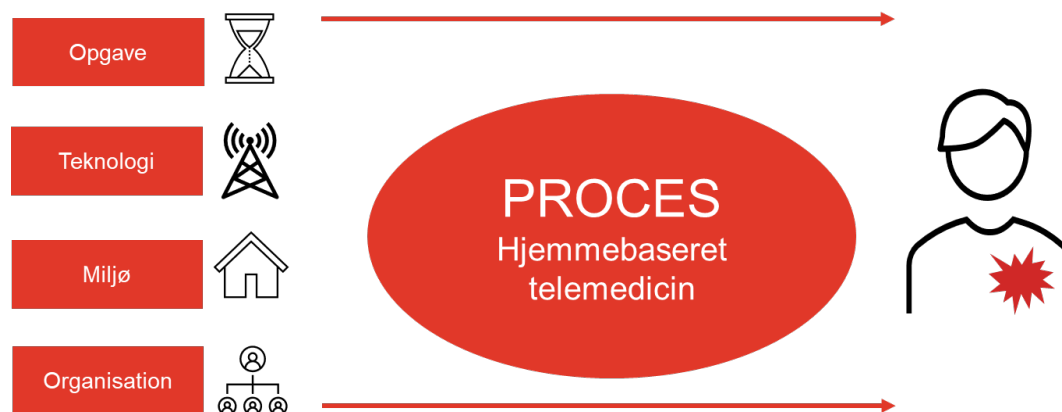 Opgave
Teknologi
Miljø
Organisation
PROCES
Hjemmebaseret
telemedicin